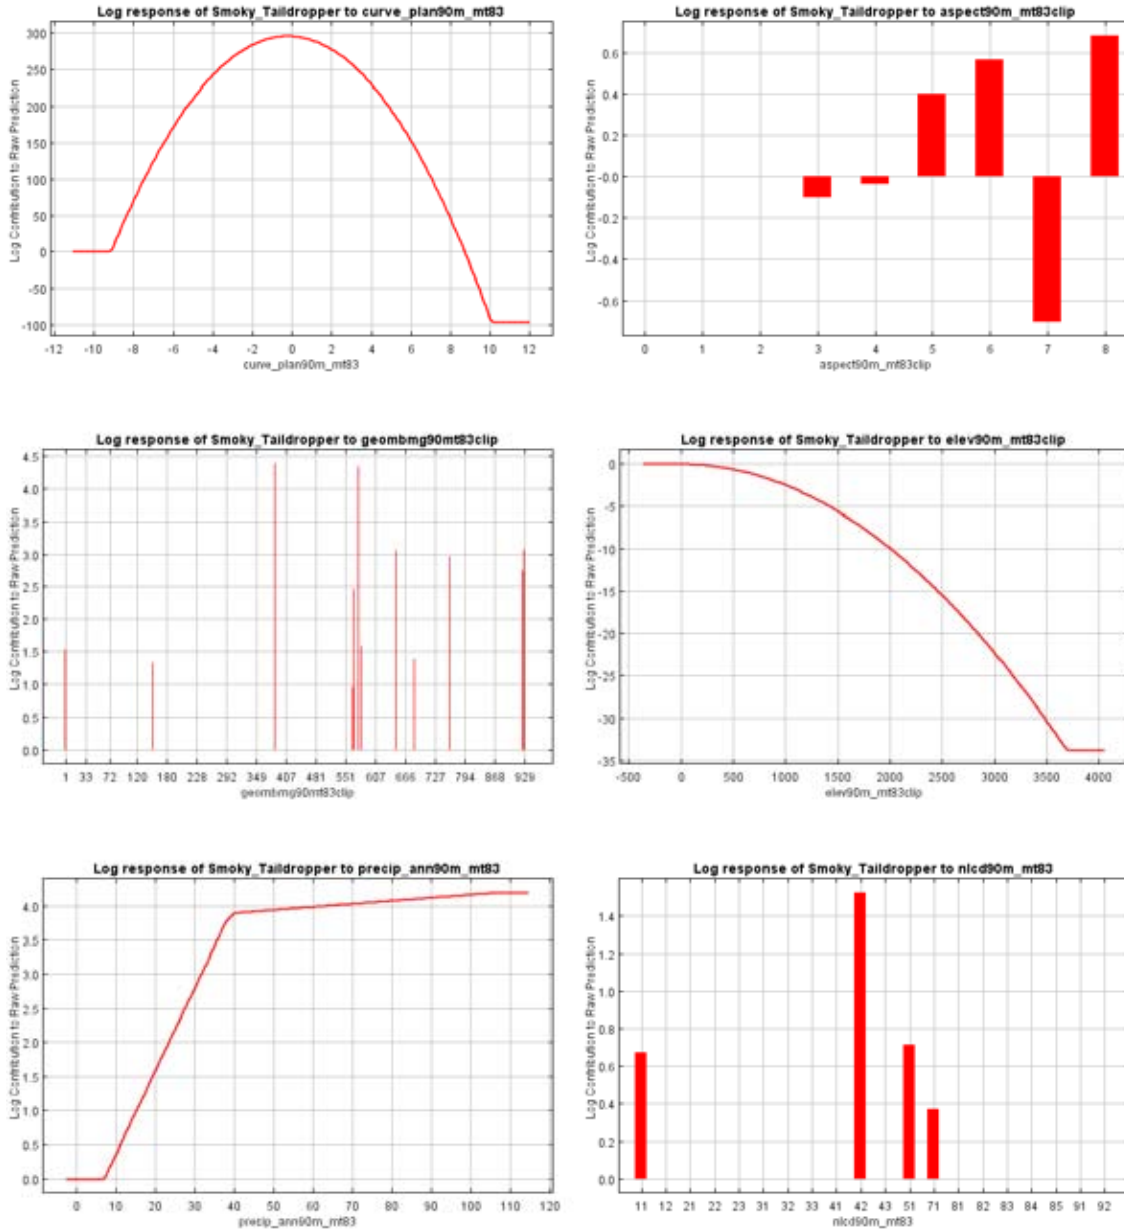 Log response of Smoky_Taildropper to curve_plan90m_mt83
Log Contribution to Raw Prediction
300
250
200
150
100
50
0
-50
-100
-12 -10 -8 -6 -4 -2 0 2 4 6 8 10 12
curve_plan90m_mt83
Log response of Smoky_Taildropper to aspect90m_mt83clip
Log Contribution to Raw Prediction
0.6
0.4
0.2
-0.0
-0.2
-0.4
-0.6
0 1 2 3 4 5 6 7 8
aspect90m_mt83clip
Log response of Smoky_Taildropper to geombmg90mt83clip
Log Contribution to Raw Prediction
4.5
4.0
3.5
3.0
2.5
2.0
1.5
1.0
0.5
0.0
1 33 72 120 180 228 292 349 407 491 551 607 666 727 794 868 929
geombmg90mt83clip
Log response of Smoky_Taildropper to elev90m_mt83clip
Log Contribution to Raw Prediction
0
-5
-10
-15
-20
-25
-30
-35
-500 0 500 1000 1500 2000 2500 3000 3500 4000
elev90m_mt83clip
Log response of Smoky_Taildropper to precip_ann90m_mt83
Log Contribution to Raw Prediction
4.0
3.5
3.0
2.5
2.0
1.5
1.0
0.5
0.0
0 10 20 30 40 50 60 70 80 90 100 110 120
precip_ann90m_mt83
Log response of Smoky_Taildropper to nlcd90m_mt83
Log Contribution to Raw Prediction
1.4
1.2
1.0
0.8
0.6
0.4
0.2
0.0
11 12 21 22 23 31 32 33 41 42 43 51 71 81 82 83 84 85 91 92
nlcd90m_mt83